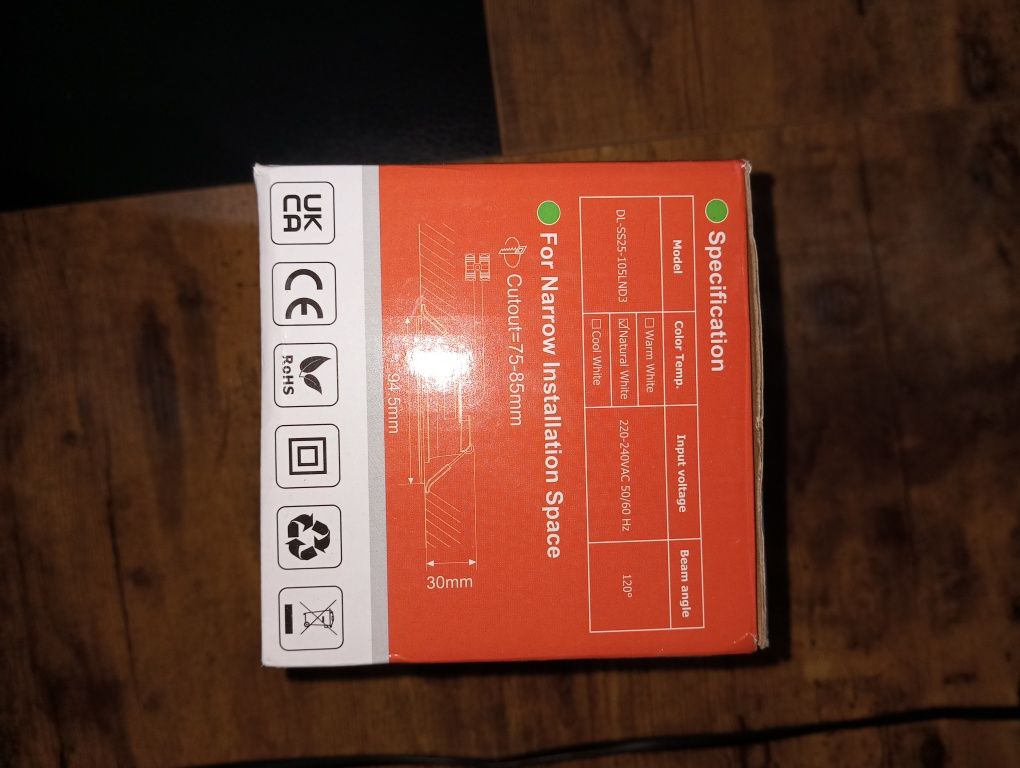 Specification
Model
Color Temp.
Input voltage
Beam angle
DL-SS25-105LND3
☐ Warm White
☑ Natural White
☐ Cool White
220-240VAC 50/60 Hz
120°
For Narrow Installation Space
Cutout=75-85mm
30mm
94.5mm
UK
CA
CE
RoHS